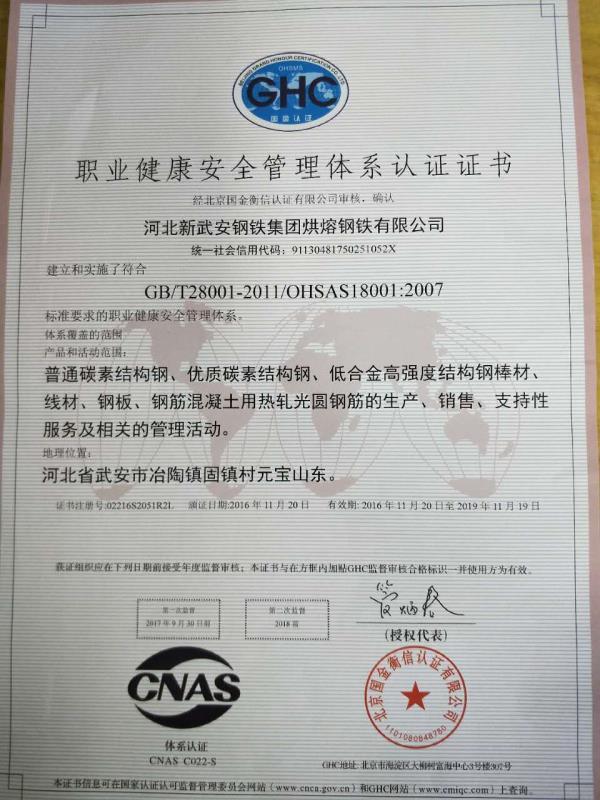 BEIJING GRAND HONOUR CERTIFICATION CO.,LTD
OHSMS
GHC
国金认证
职业健康安全管理体系认证证书
经北京国金衡信认证有限公司审核，确认
河北新武安钢铁集团烘熔钢铁有限公司
统一社会信用代码：91130481750251052X
建立和实施了符合
GB/T28001-2011/OHSAS18001:2007
标准要求的职业健康安全管理体系。
体系覆盖的范围
产品和活动范围：
普通碳素结构钢、优质碳素结构钢、低合金高强度结构钢棒材、
线材、钢板、钢筋混凝土用热轧光圆钢筋的生产、销售、支持性
服务及相关的管理活动。
地理位置：
河北省武安市冶陶镇固镇村元宝山东。
证书注册号:02216S2051R2L 颁证日期:2016年11月20日 有效期: 2016年11月20日至2019年11月19日
获证组织应在下列日期前接受年度监督审核；本证书与在方框内加贴GHC监督审核合格标识一并使用方为有效。
第一次监督
2017年9月30日前
第二次监督
2018前
(授权代表)
CNAS
体系认证
CNAS C022-S
北京国金衡信认证有限公司
1101080848760
GHC地址: 北京市海淀区大柳树富海中心3号楼307号
本证书信息可在国家认证认可监督管理委员会网站（www.cnca.gov.cn）和GHC网站（www.cmiqc.com）上查询。